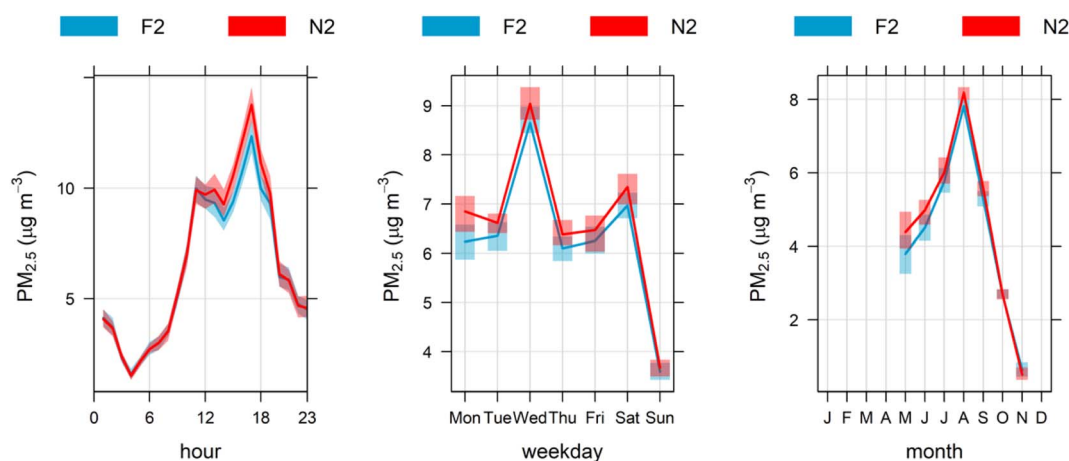 F2 N2
PM2.5 (µg m−3)
10
5
0 6 12 18 23
hour
F2 N2
PM2.5 (µg m−3)
9
8
7
6
5
4
Mon Tue Wed Thu Fri Sat Sun
weekday
F2 N2
PM2.5 (µg m−3)
8
6
4
2
J F M A M J J A S O N D
month